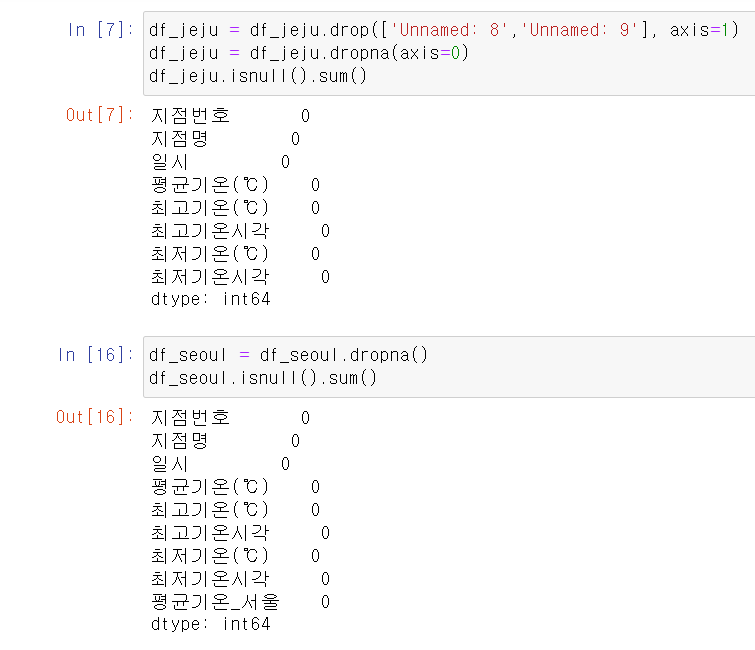 In [7]: df_jeju = df_jeju.drop(['Unnamed: 8','Unnamed: 9'], axis=1)
df_jeju = df_jeju.dropna(axis=0)
df_jeju.isnull().sum()
Out[7]: 지점번호 0
지점명 0
일시 0
평균기온(℃) 0
최고기온(℃) 0
최고기온시각 0
최저기온(℃) 0
최저기온시각 0
dtype: int64
In [16]: df_seoul = df_seoul.dropna()
df_seoul.isnull().sum()
Out[16]: 지점번호 0
지점명 0
일시 0
평균기온(℃) 0
최고기온(℃) 0
최고기온시각 0
최저기온(℃) 0
최저기온시각 0
평균기온_서울 0
dtype: int64